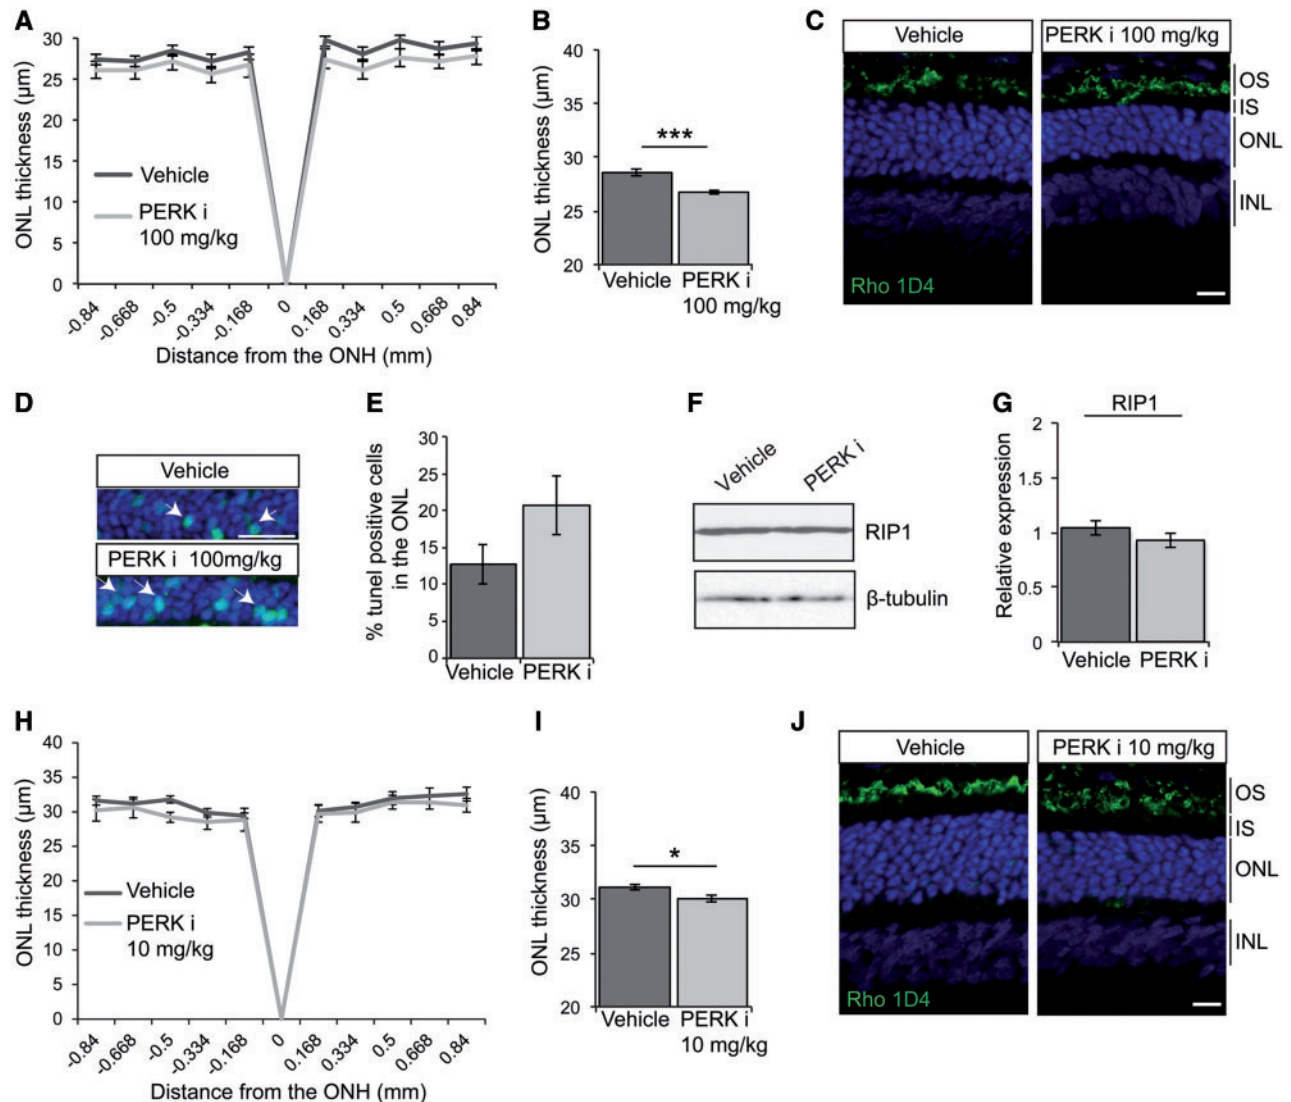 A
ONL thickness (µm)
30
25
20
15
10
5
0
Vehicle
PERK i
100 mg/kg
-0.84
-0.668
-0.5
-0.334
-0.168
0
0.168
0.334
0.5
0.668
0.84
Distance from the ONH (mm)
B
ONL thickness (µm)
40
35
30
25
20
***
Vehicle
PERK i
100 mg/kg
C
Vehicle
PERK i 100 mg/kg
OS
IS
ONL
INL
Rho 1D4
D
Vehicle
PERK i 100mg/kg
E
% tunel positive cells
in the ONL
30
25
20
15
10
5
0
Vehicle
PERK i
F
Vehicle
PERK i
RIP1
β-tubulin
G
RIP1
Relative expression
2
1.5
1
0.5
0
Vehicle
PERK i
H
ONL thickness (µm)
40
35
30
25
20
15
10
5
0
Vehicle
PERK i
10 mg/kg
-0.84
-0.668
-0.5
-0.334
-0.168
0
0.168
0.334
0.5
0.668
0.84
Distance from the ONH (mm)
I
ONL thickness (µm)
40
35
30
25
20
*
Vehicle
PERK i
10 mg/kg
J
Vehicle
PERK i 10 mg/kg
OS
IS
ONL
INL
Rho 1D4